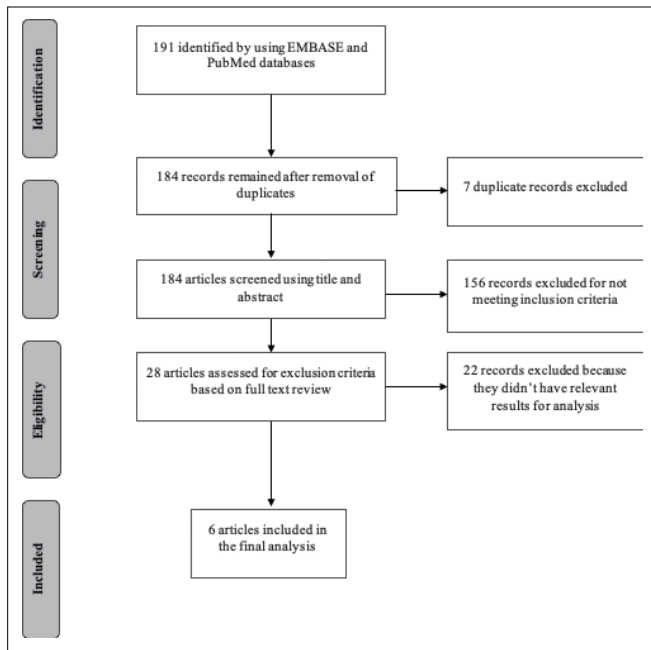 Identification
191 identified by using EMBASE and
PubMed databases
184 records remained after removal of
duplicates
7 duplicate records excluded
Screening
184 articles screened using title and
abstract
156 records excluded for not
meeting inclusion criteria
Eligibility
28 articles assessed for exclusion criteria
based on full text review
22 records excluded because
they didn't have relevant
results for analysis
Included
6 articles included in
the final analysis